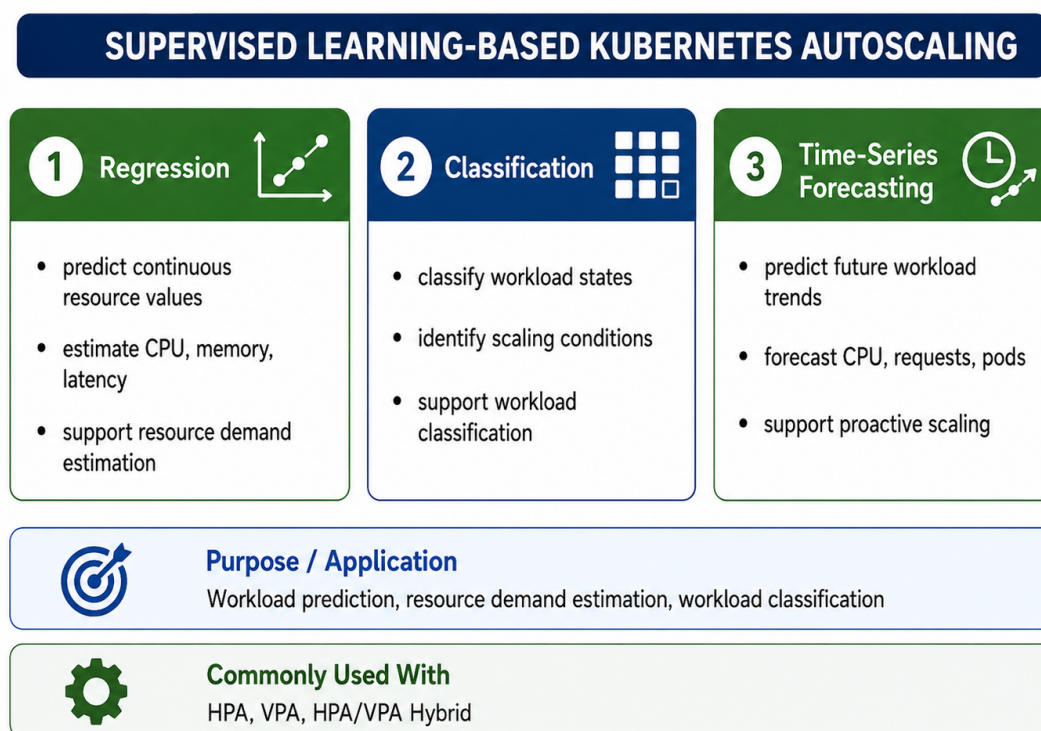 SUPERVISED LEARNING-BASED KUBERNETES AUTOSCALING
1 Regression
• predict continuous
resource values
• estimate CPU, memory,
latency
• support resource demand
estimation
2 Classification
• classify workload states
• identify scaling conditions
• support workload
classification
3 Time-Series
Forecasting
• predict future workload
trends
• forecast CPU, requests, pods
• support proactive scaling
Purpose / Application
Workload prediction, resource demand estimation, workload classification
Commonly Used With
HPA, VPA, HPA/VPA Hybrid